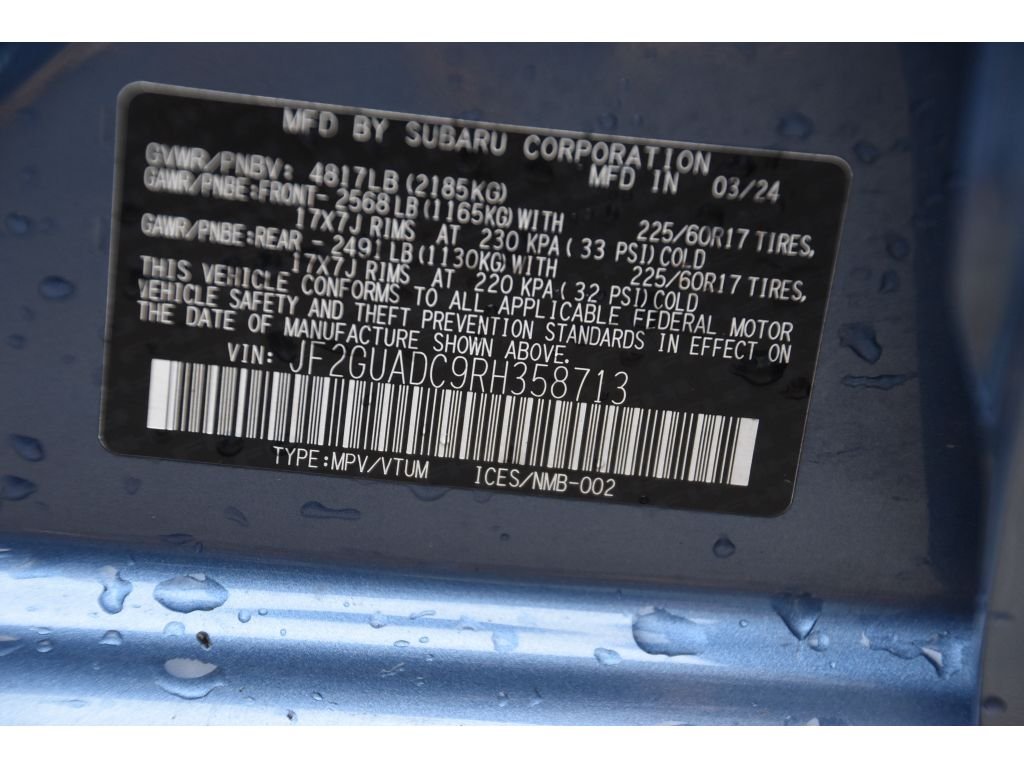 MFD BY SUBARU CORPORATION
GVWR/PNBV: 4817LB (2185KG) MFD IN 03/24
GAWR/PNBE:FRONT- 2568 LB (1165KG) WITH 225/60R17 TIRES,
17X7J RIMS AT 230 KPA ( 33 PSI) COLD
GAWR/PNBE:REAR - 2491 LB (1130KG) WITH 225/60R17 TIRES,
17X7J RIMS AT 220 KPA ( 32 PSI) COLD
THIS VEHICLE CONFORMS TO ALL APPLICABLE FEDERAL MOTOR
VEHICLE SAFETY AND THEFT PREVENTION STANDARDS IN EFFECT ON
THE DATE OF MANUFACTURE SHOWN ABOVE.
VIN: JF2GUADC9RH358713
TYPE:MPV/VTUM ICES/NMB-002